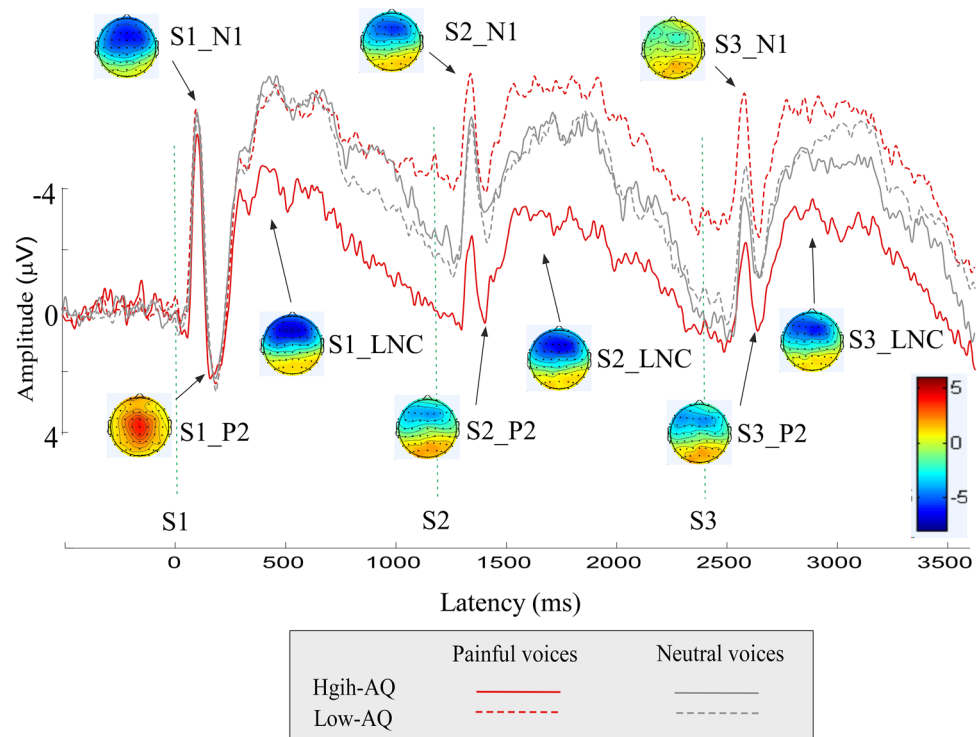 S1_N1
S2_N1
S3_N1
-4
0
4
Amplitude (μV)
S1_LNC
S2_LNC
S3_LNC
S1_P2
S2_P2
S3_P2
5
0
-5
S1
S2
S3
0
500
1000
1500
2000
2500
3000
3500
Latency (ms)
Painful voices Neutral voices
Hgih-AQ
Low-AQ